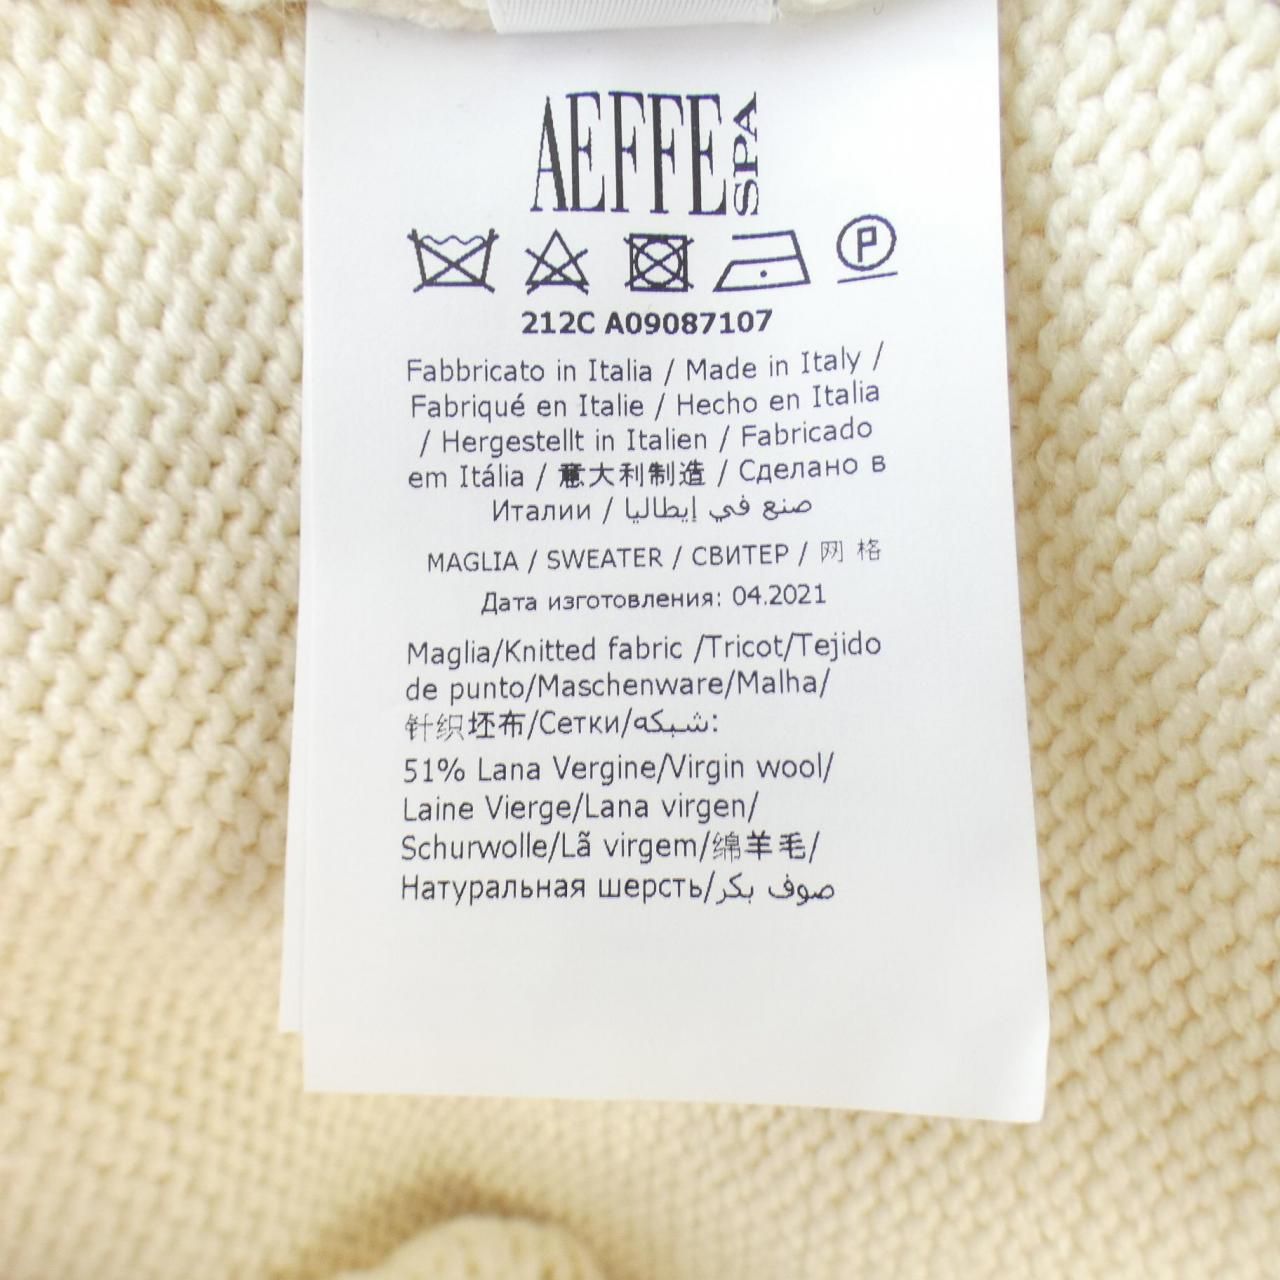 AEFFE SPA
P
212C A09087107
Fabbricato in Italia / Made in Italy /
Fabriqué en Italie / Hecho en Italia
/ Hergestellt in Italien / Fabricado
em Itália / 意大利制造 / Сделано в
Италии / صنع في إيطاليا
MAGLIA / SWEATER / СВИТЕР / 网 格
Дата изготовления: 04.2021
Maglia/Knitted fabric /Tricot/Tejido
de punto/Maschenware/Malha/
针织坯布/Сетки/شبكه:
51% Lana Vergine/Virgin wool/
Laine Vierge/Lana virgen/
Schurwolle/Lã virgem/绵羊毛/
Натуральная шерсть/صوف بكر